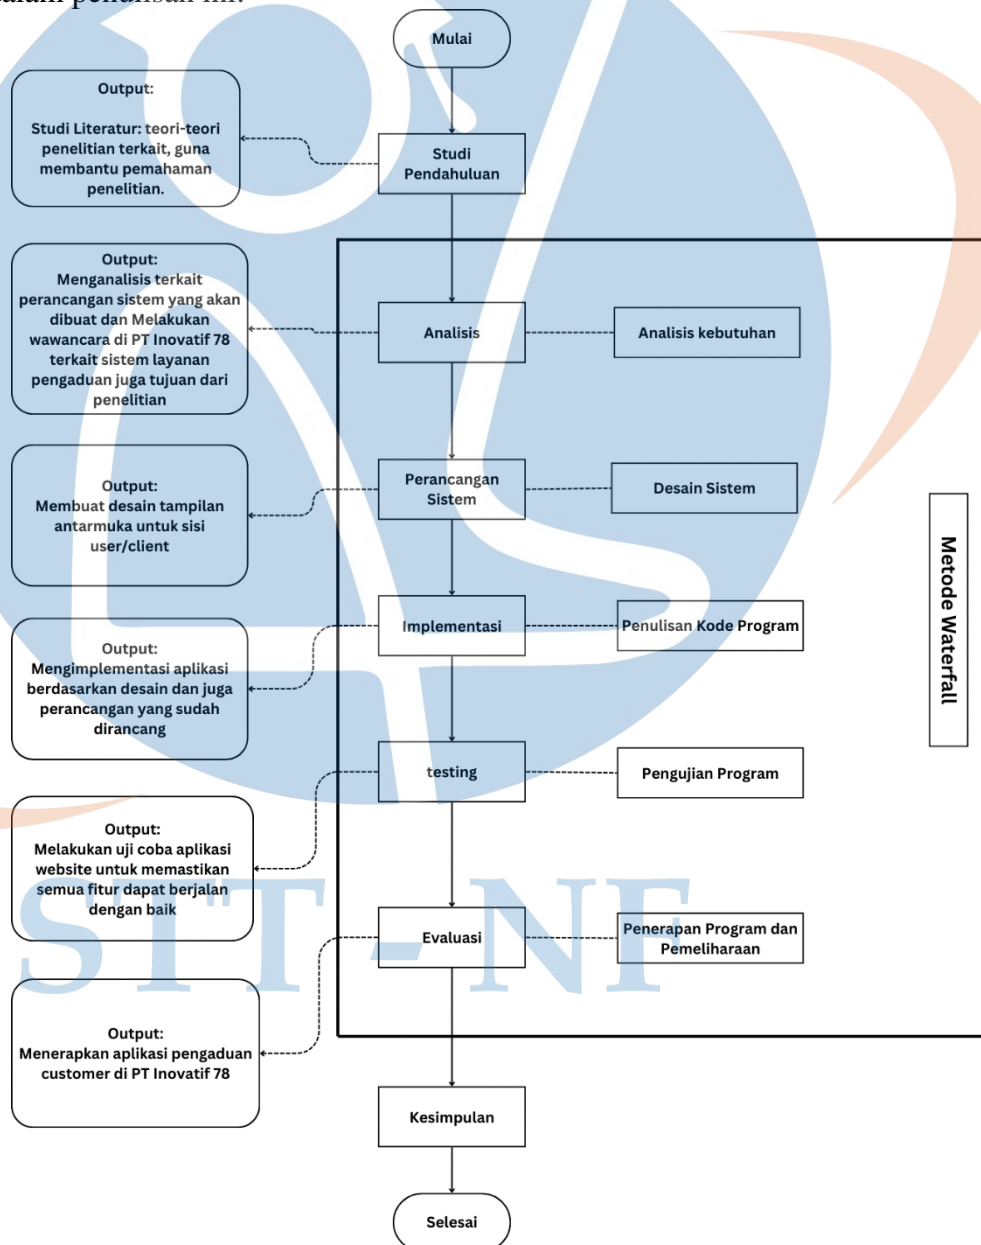 dalam penulisan ini.
Mulai
Output:
Studi Literatur: teori-teori
penelitian terkait, guna
membantu pemahaman
penelitian.
Studi
Pendahuluan
Output:
Menganalisis terkait
perancangan sistem yang akan
dibuat dan Melakukan
wawancara di PT Inovatif 78
terkait sistem layanan
pengaduan juga tujuan dari
penelitian
Analisis
Analisis kebutuhan
Output:
Membuat desain tampilan
antarmuka untuk sisi
user/client
Perancangan
Sistem
Desain Sistem
Metode Waterfall
Output:
Mengimplementasi aplikasi
berdasarkan desain dan juga
perancangan yang sudah
dirancang
Implementasi
Penulisan Kode Program
testing
Pengujian Program
Output:
Melakukan uji coba aplikasi
website untuk memastikan
semua fitur dapat berjalan
dengan baik
Evaluasi
Penerapan Program dan
Pemeliharaan
STT - NF
Output:
Menerapkan aplikasi pengaduan
customer di PT Inovatif 78
Kesimpulan
Selesai